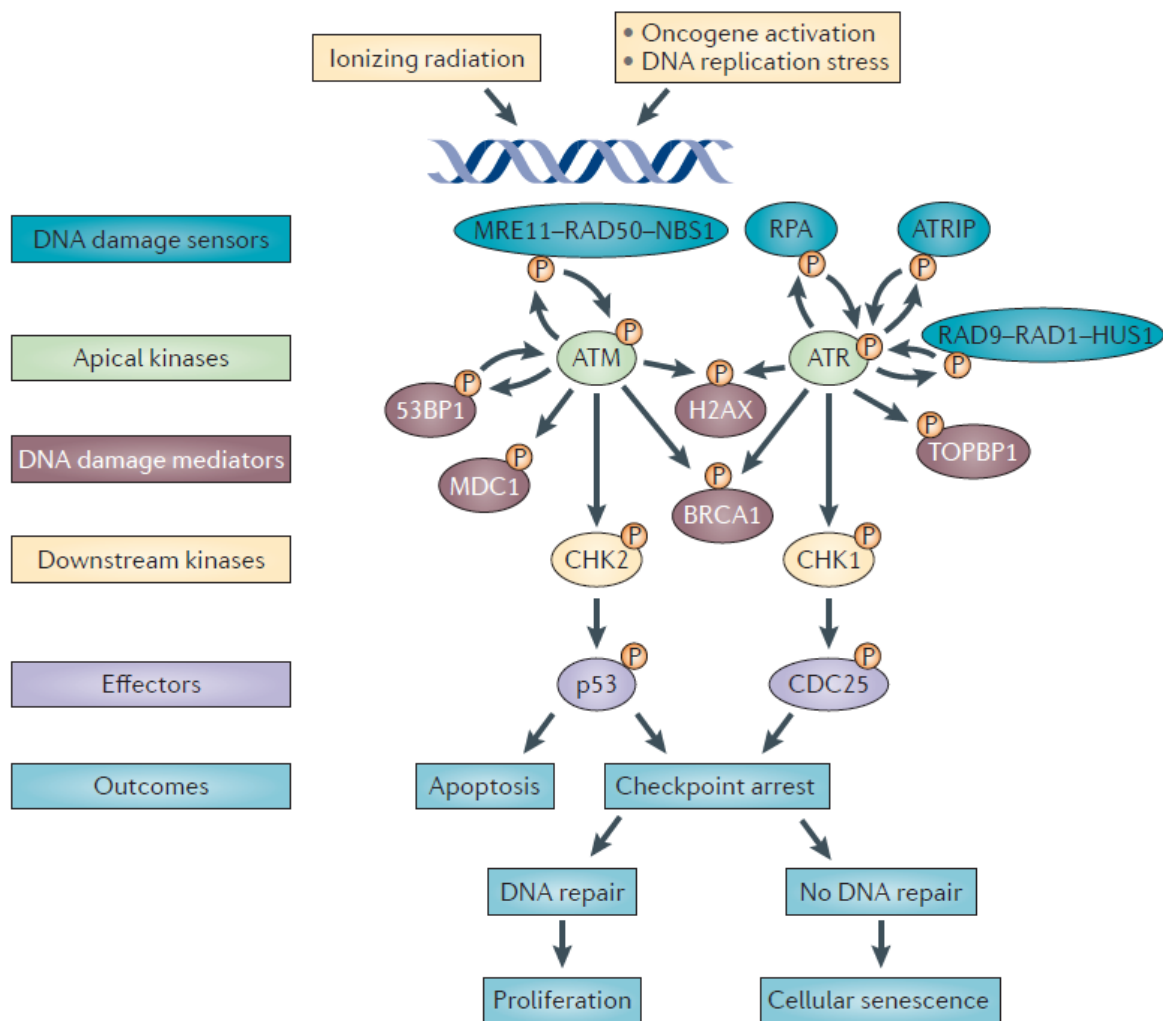 Ionizing radiation
• Oncogene activation
• DNA replication stress
DNA damage sensors
MRE11–RAD50–NBS1
RPA
ATRIP
P
P
P
RAD9–RAD1–HUS1
P
Apical kinases
ATM
P
ATR
P
53BP1
P
H2AX
P
TOPBP1
P
DNA damage mediators
MDC1
P
BRCA1
P
Downstream kinases
CHK2
P
CHK1
P
Effectors
p53
P
CDC25
P
Outcomes
Apoptosis
Checkpoint arrest
DNA repair
No DNA repair
Proliferation
Cellular senescence